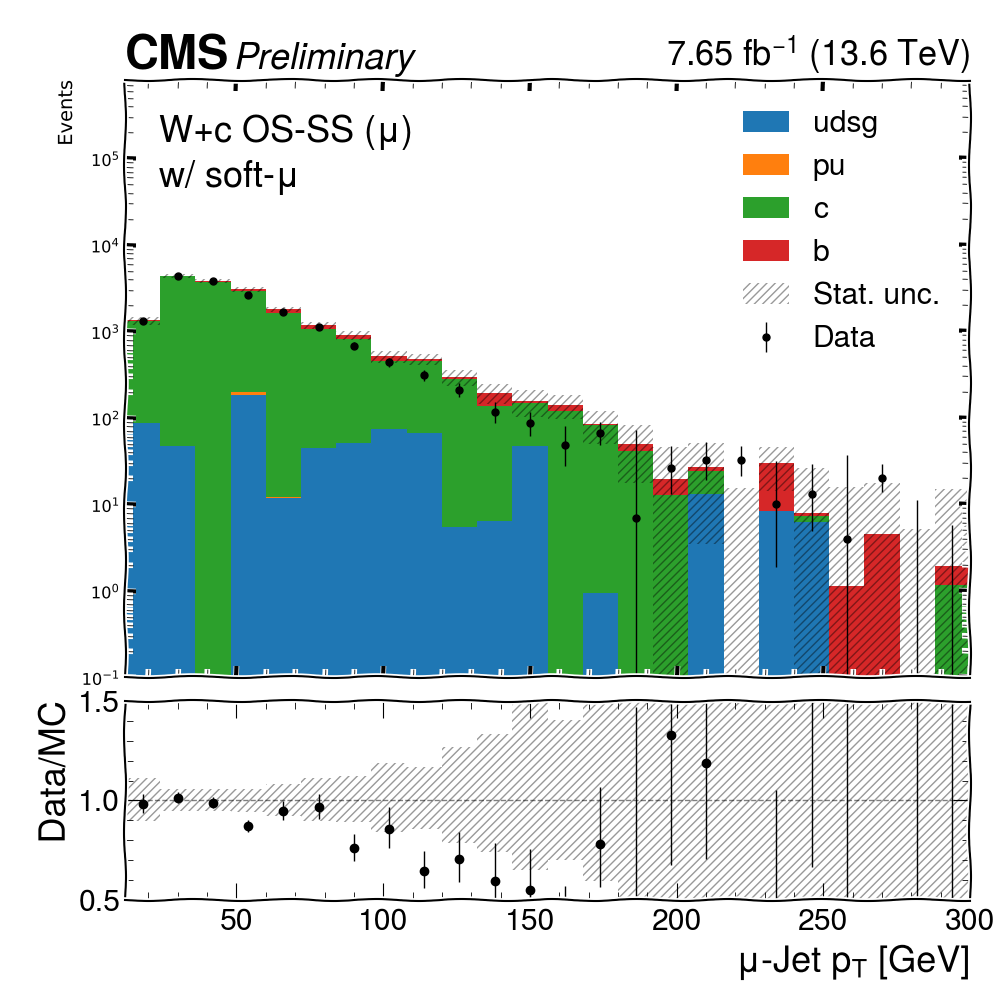 CMS Preliminary 7.65 fb⁻¹ (13.6 TeV)
Events
W+c OS-SS (μ)
w/ soft-μ
udsg
pu
c
b
Stat. unc.
Data
10⁵
10⁴
10³
10²
10¹
10⁰
10⁻¹
Data/MC
1.5
1.0
0.5
50 100 150 200 250 300
μ-Jet p_T [GeV]